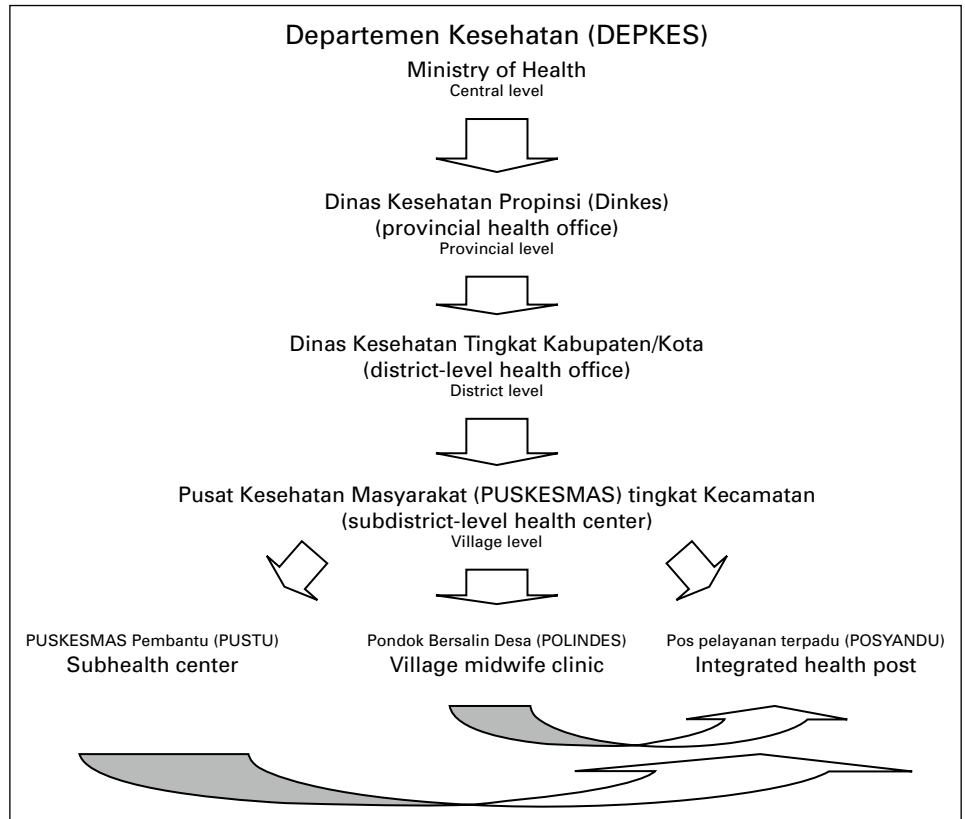 Departemen Kesehatan (DEPKES)
Ministry of Health
Central level
Dinas Kesehatan Propinsi (Dinkes)
(provincial health office)
Provincial level
Dinas Kesehatan Tingkat Kabupaten/Kota
(district-level health office)
District level
Pusat Kesehatan Masyarakat (PUSKESMAS) tingkat Kecamatan
(subdistrict-level health center)
Village level
PUSKESMAS Pembantu (PUSTU)
Subhealth center
Pondok Bersalin Desa (POLINDES)
Village midwife clinic
Pos pelayanan terpadu (POSYANDU)
Integrated health post